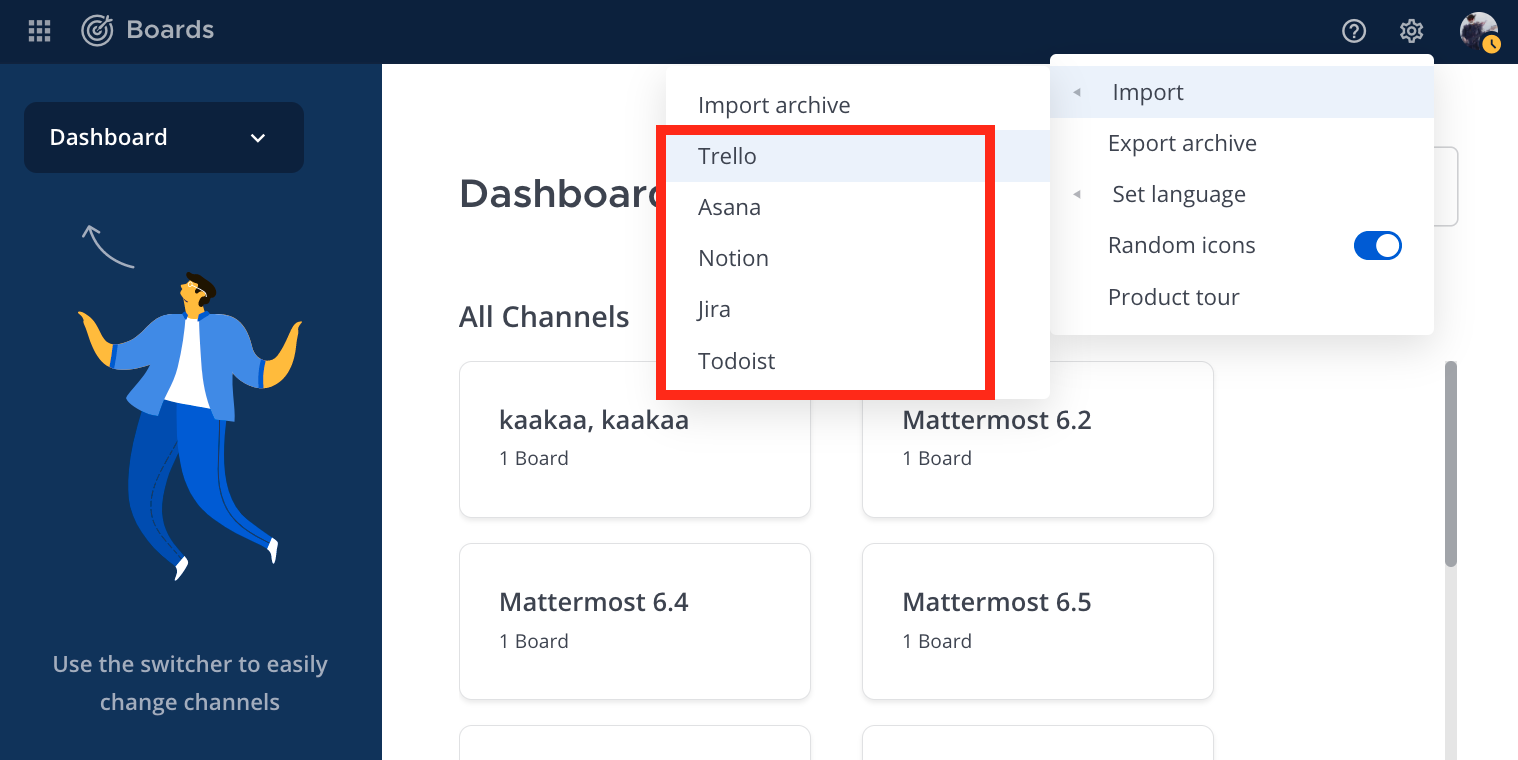 Boards
Dashboard
Use the switcher to easily
change channels
Import
Export archive
Set language
Random icons
Product tour
Import archive
Trello
Asana
Notion
Jira
Todoist
Dashboard
All Channels
kaakaa, kaakaa
1 Board
Mattermost 6.2
1 Board
Mattermost 6.4
1 Board
Mattermost 6.5
1 Board